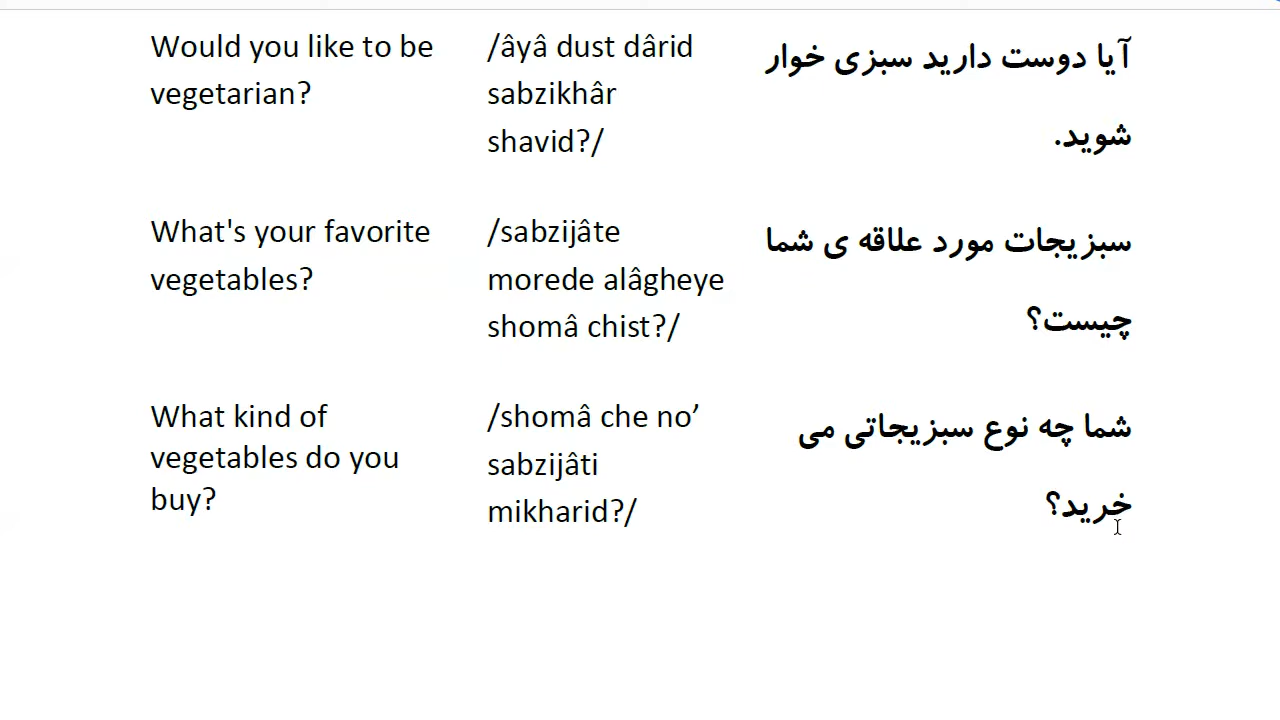 Would you like to be
vegetarian?
/âyâ dust dârid
sabzikhâr
shavid?/
آیا دوست دارید سبزی خوار
شوید.
What's your favorite
vegetables?
/sabzijâte
morede alâgheye
shomâ chist?/
سبزیجات مورد علاقه ی شما
چیست؟
What kind of
vegetables do you
buy?
/shomâ che no’
sabzijâti
mikharid?/
شما چه نوع سبزیجاتی می
خرید؟